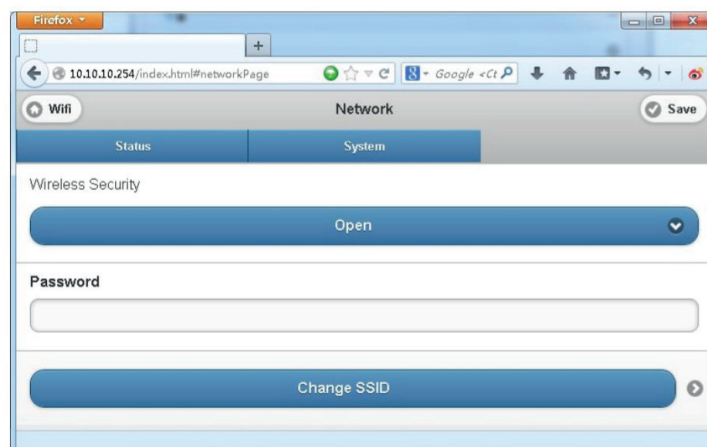 Firefox
10.10.10.254/index.html#networkPage
Google <Ct
Wifi
Network
Save
Status
System
Wireless Security
Open
Password
Change SSID